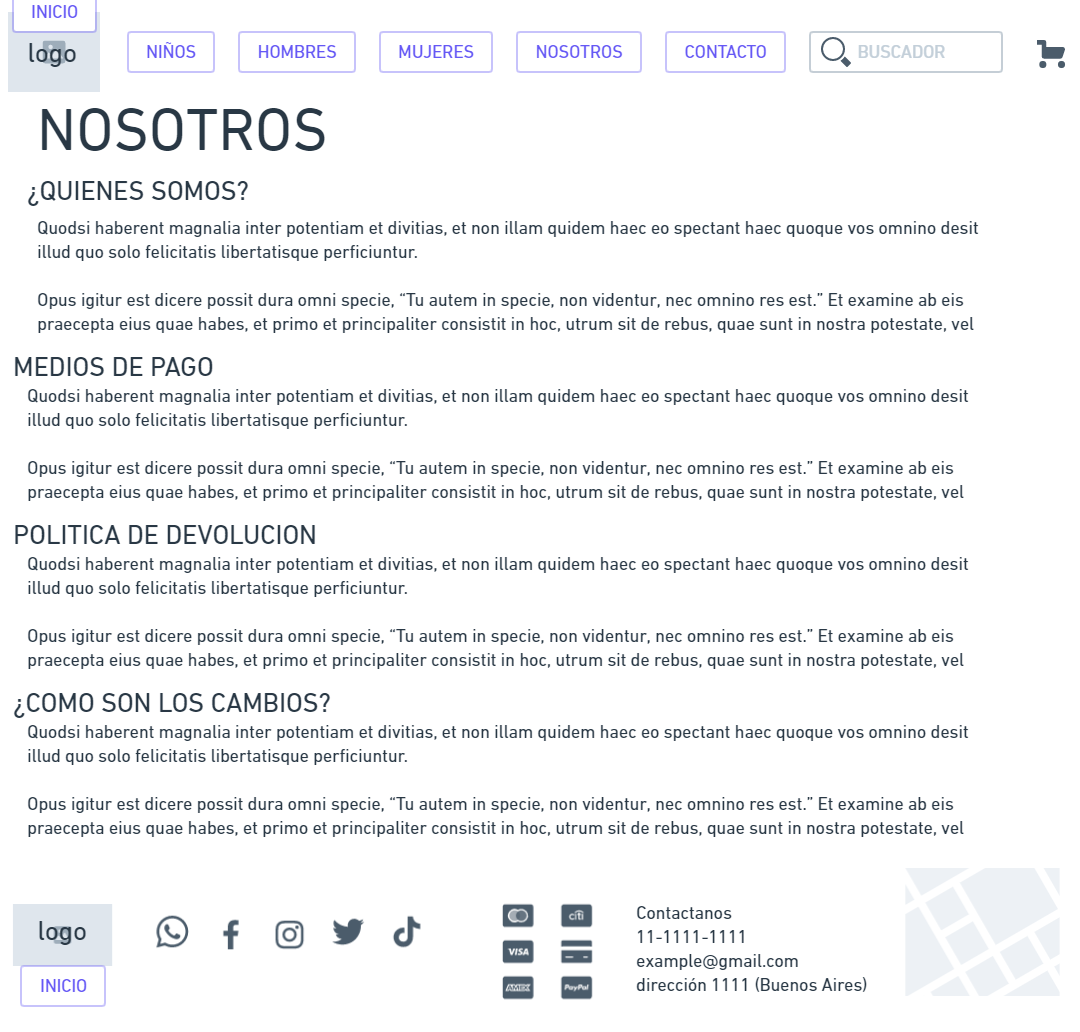 INICIO
logo
NIÑOS
HOMBRES
MUJERES
NOSOTROS
CONTACTO
BUSCADOR
NOSOTROS
¿QUIENES SOMOS?
Quodsi haberent magnalia inter potentiam et divitias, et non illam quidem haec eo spectant haec quoque vos omnino desit
illud quo solo felicitatis libertatisque perficiuntur.
Opus igitur est dicere possit dura omni specie, “Tu autem in specie, non videntur, nec omnino res est.” Et examine ab eis
praecepta eius quae habes, et primo et principaliter consistit in hoc, utrum sit de rebus, quae sunt in nostra potestate, vel
MEDIOS DE PAGO
Quodsi haberent magnalia inter potentiam et divitias, et non illam quidem haec eo spectant haec quoque vos omnino desit
illud quo solo felicitatis libertatisque perficiuntur.
Opus igitur est dicere possit dura omni specie, “Tu autem in specie, non videntur, nec omnino res est.” Et examine ab eis
praecepta eius quae habes, et primo et principaliter consistit in hoc, utrum sit de rebus, quae sunt in nostra potestate, vel
POLITICA DE DEVOLUCION
Quodsi haberent magnalia inter potentiam et divitias, et non illam quidem haec eo spectant haec quoque vos omnino desit
illud quo solo felicitatis libertatisque perficiuntur.
Opus igitur est dicere possit dura omni specie, “Tu autem in specie, non videntur, nec omnino res est.” Et examine ab eis
praecepta eius quae habes, et primo et principaliter consistit in hoc, utrum sit de rebus, quae sunt in nostra potestate, vel
¿COMO SON LOS CAMBIOS?
Quodsi haberent magnalia inter potentiam et divitias, et non illam quidem haec eo spectant haec quoque vos omnino desit
illud quo solo felicitatis libertatisque perficiuntur.
Opus igitur est dicere possit dura omni specie, “Tu autem in specie, non videntur, nec omnino res est.” Et examine ab eis
praecepta eius quae habes, et primo et principaliter consistit in hoc, utrum sit de rebus, quae sunt in nostra potestate, vel
logo
INICIO
citi
VISA
AMEX
PayPal
Contactanos
11-1111-1111
example@gmail.com
dirección 1111 (Buenos Aires)